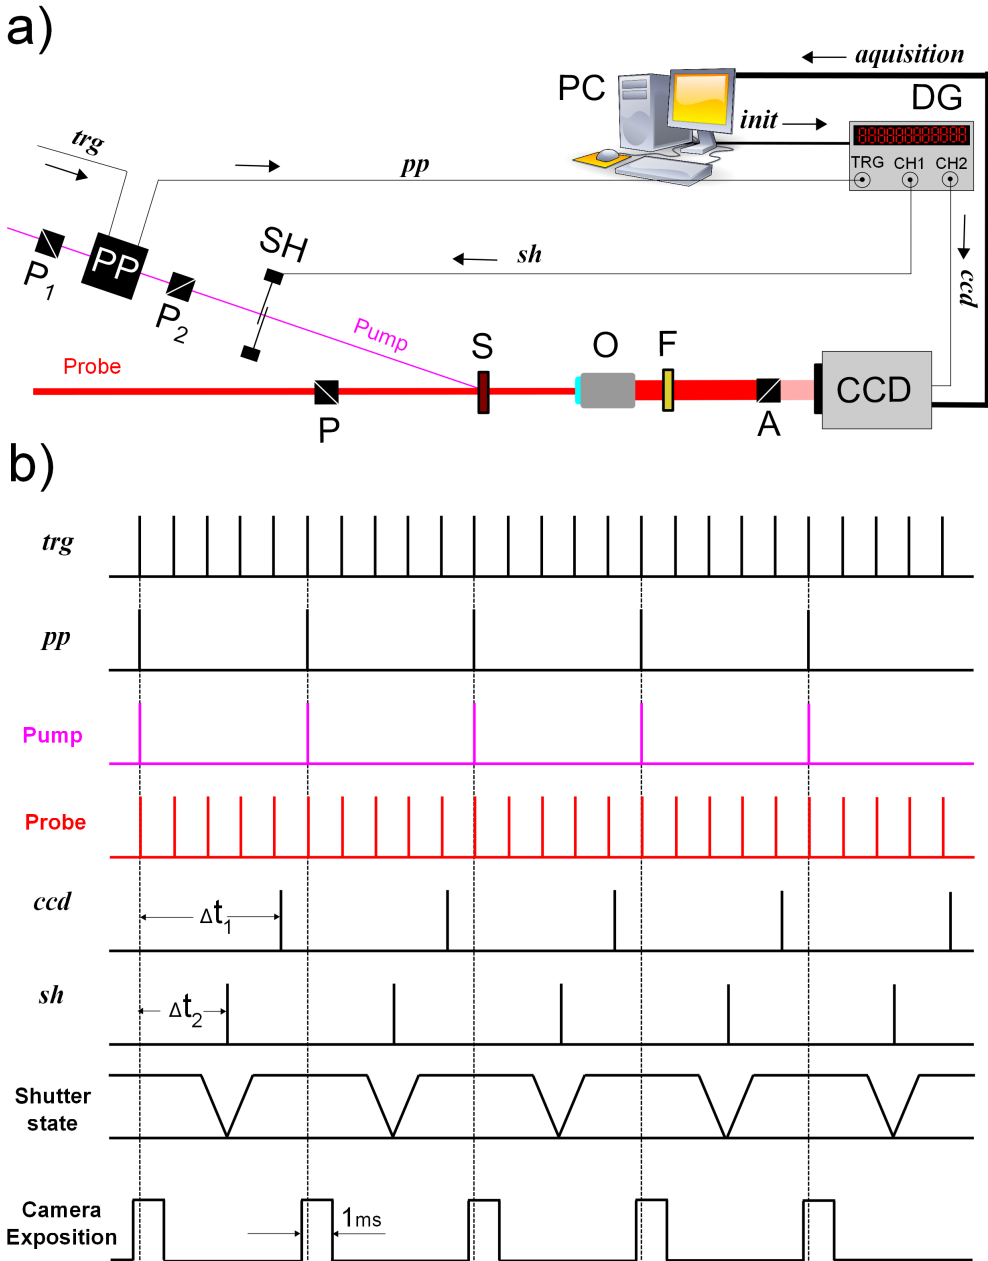 a)
aquisition
PC
DG
init
trg
TRG CH1 CH2
pp
SH
sh
ccd
P1
PP
P2
Pump
Probe
S
O
F
P
A
CCD
b)
trg
pp
Pump
Probe
ccd
Δt1
sh
Δt2
Shutter
state
Camera
Exposition
1ms